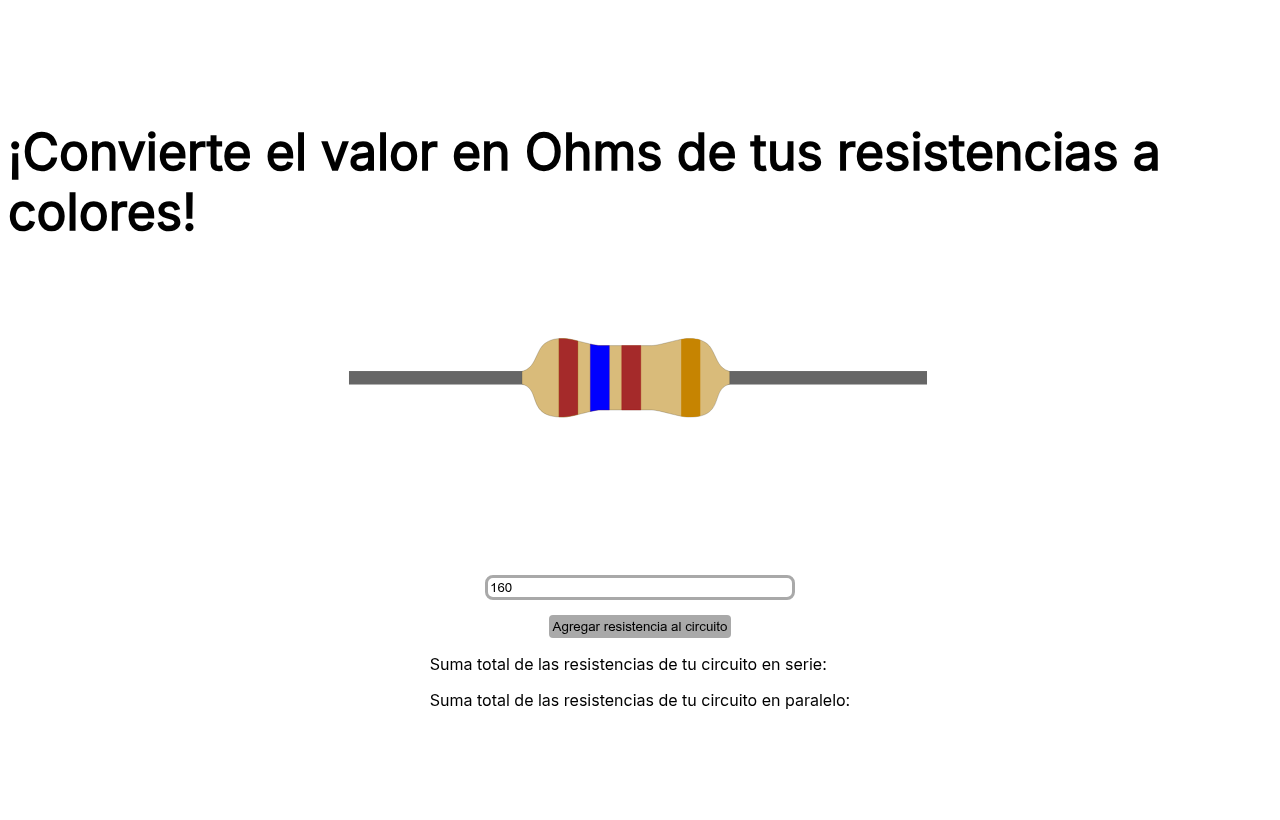 ¡Convierte el valor en Ohms de tus resistencias a
colores!
160
Agregar resistencia al circuito
Suma total de las resistencias de tu circuito en serie:
Suma total de las resistencias de tu circuito en paralelo: